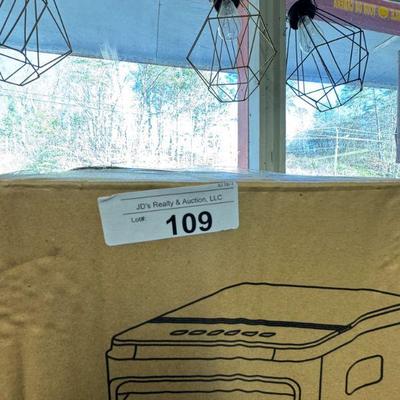 JD's Realty & Auction, LLC
Lot#: 109